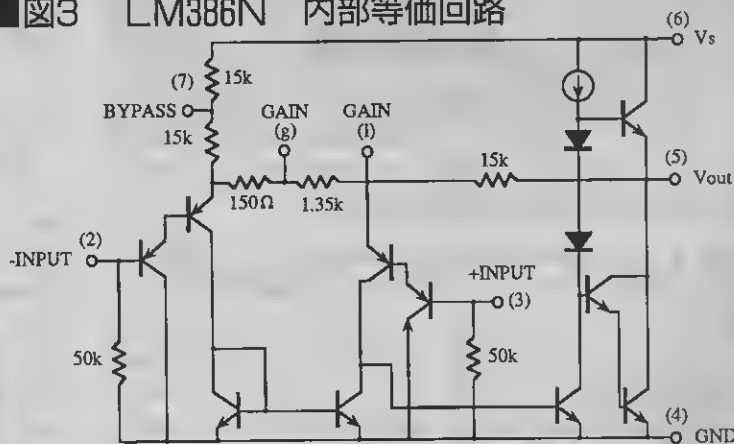 ■図3 LM386N 内部等価回路
(6)
Vs
(7)
15k
BYPASS
GAIN
(g)
GAIN
(l)
15k
15k
(5)
Vout
150Ω
1.35k
(2)
-INPUT
+INPUT
(3)
50k
50k
(4)
GND